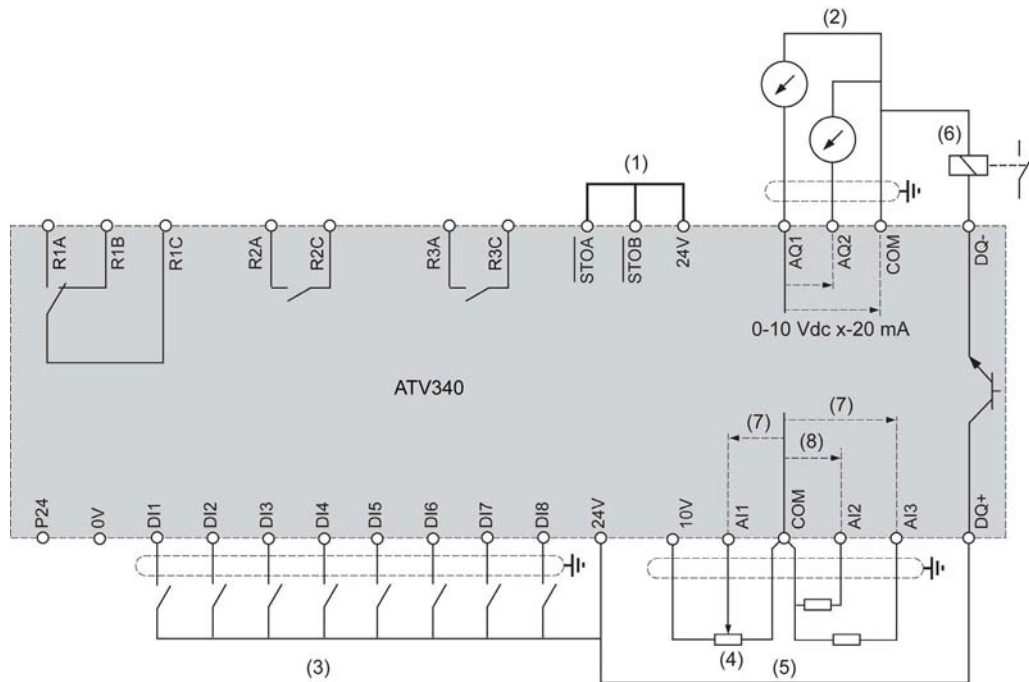 (2)
(6)
(1)
R1A
R1B
R1C
R2A
R2C
R3A
R3C
STOA
STOB
24V
AQ1
AQ2
COM
DQ-
0-10 Vdc x-20 mA
ATV340
(7)
(7)
(8)
P24
0V
DI1
DI2
DI3
DI4
DI5
DI6
DI7
DI8
24V
10V
AI1
COM
AI2
AI3
DQ+
(3)
(4)
(5)